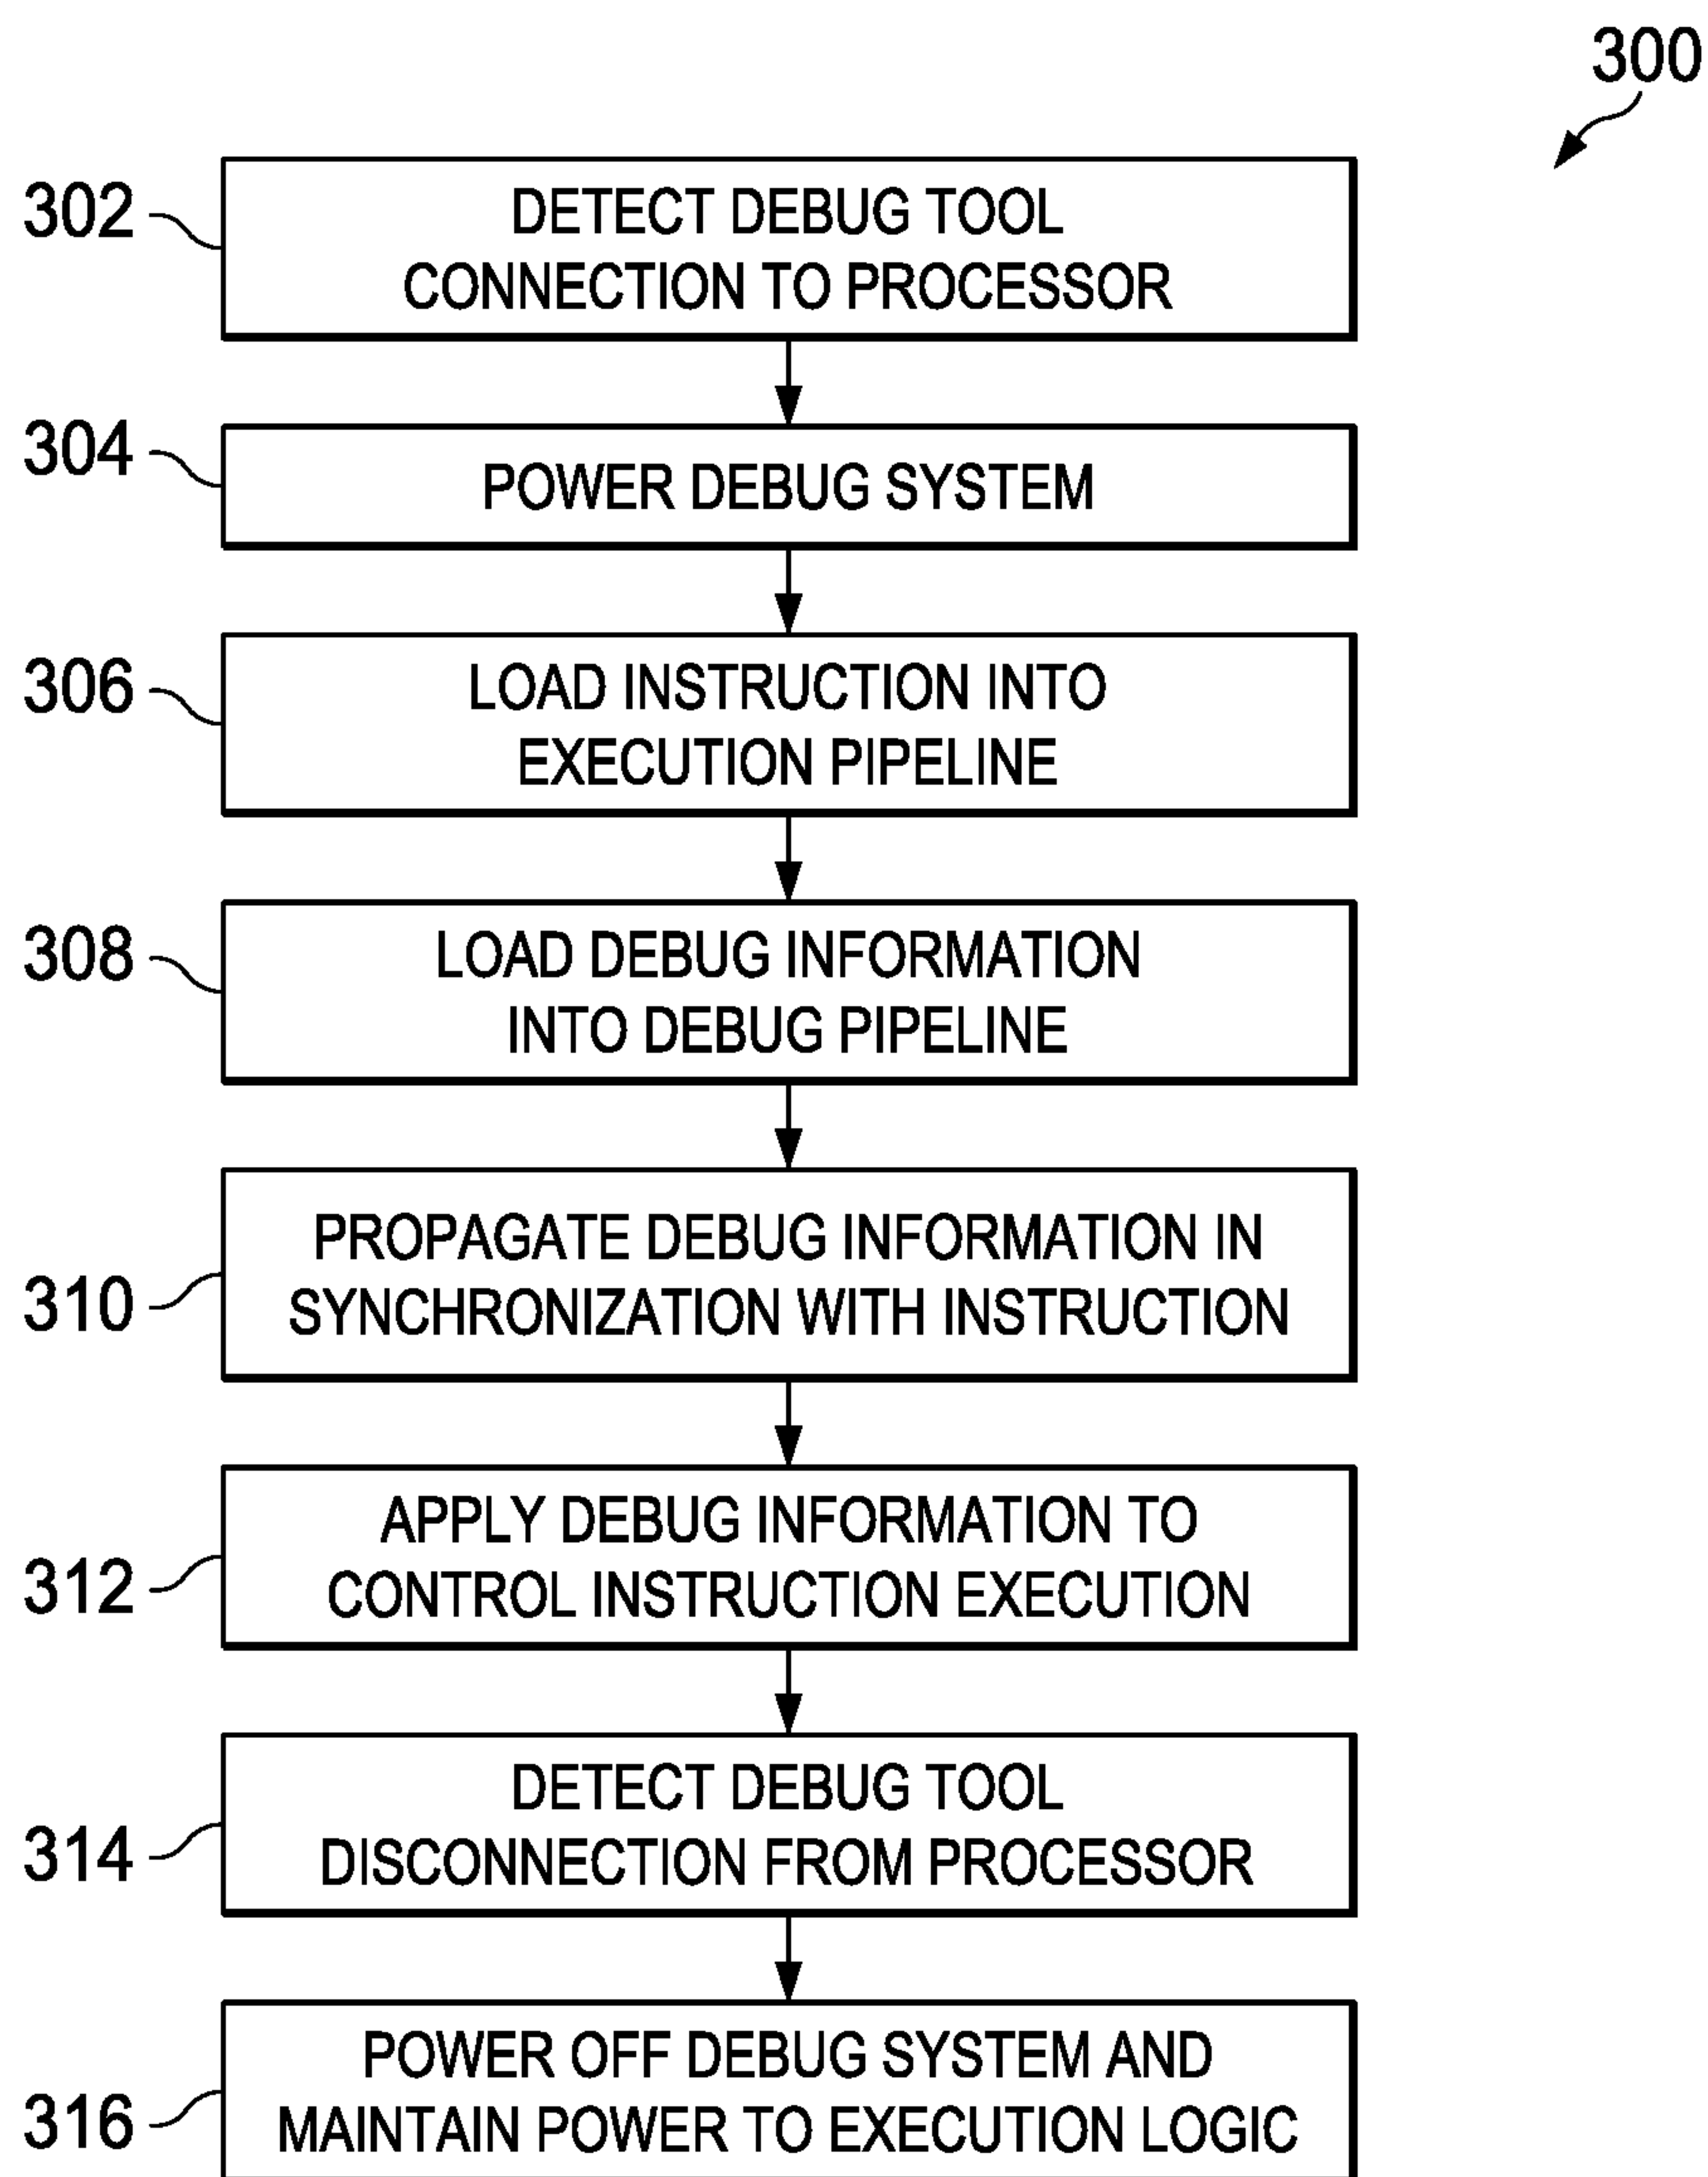 300
302
DETECT DEBUG TOOL
CONNECTION TO PROCESSOR
304
POWER DEBUG SYSTEM
306
LOAD INSTRUCTION INTO
EXECUTION PIPELINE
308
LOAD DEBUG INFORMATION
INTO DEBUG PIPELINE
310
PROPAGATE DEBUG INFORMATION IN
SYNCHRONIZATION WITH INSTRUCTION
312
APPLY DEBUG INFORMATION TO
CONTROL INSTRUCTION EXECUTION
314
DETECT DEBUG TOOL
DISCONNECTION FROM PROCESSOR
316
POWER OFF DEBUG SYSTEM AND
MAINTAIN POWER TO EXECUTION LOGIC